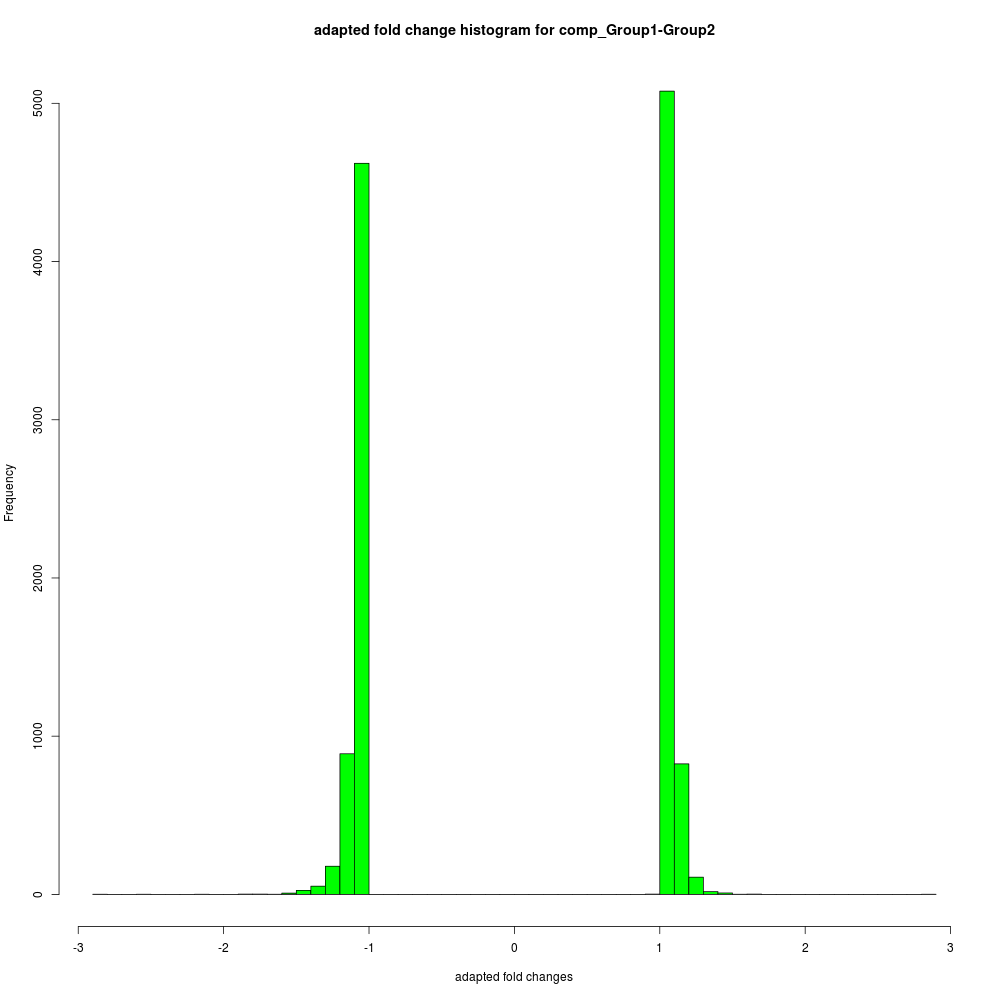 adapted fold change histogram for comp_Group1-Group2
5000
4000
3000
2000
1000
0
Frequency
-3 -2 -1 0 1 2 3
adapted fold changes